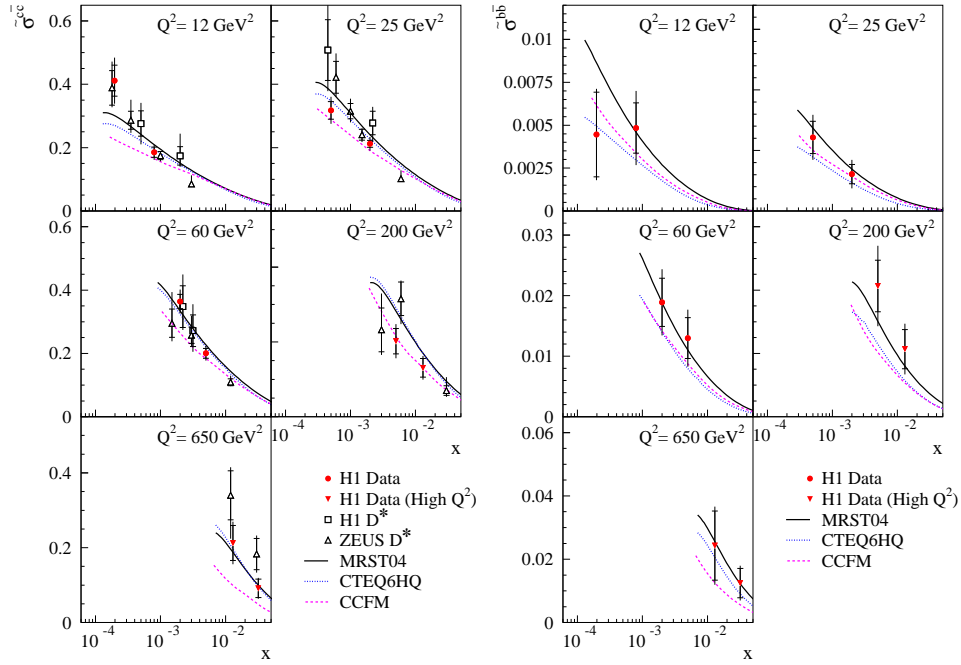 σ̃^cc̄
Q²= 12 GeV²
Q²= 25 GeV²
0.6
0.4
0.2
0
Q²= 60 GeV²
Q²= 200 GeV²
0.6
0.4
0.2
0
10⁻³ 10⁻²
x
Q²= 650 GeV²
0.6
0.4
0.2
0
10⁻⁴ 10⁻³ 10⁻²
x
H1 Data
H1 Data (High Q²)
H1 D*
ZEUS D*
MRST04
CTEQ6HQ
CCFM
σ̃^bb̄
Q²= 12 GeV²
Q²= 25 GeV²
0.01
0.0075
0.005
0.0025
0
Q²= 60 GeV²
Q²= 200 GeV²
0.03
0.02
0.01
0
10⁻³ 10⁻²
x
Q²= 650 GeV²
0.06
0.04
0.02
0
10⁻⁴ 10⁻³ 10⁻²
x
H1 Data
H1 Data (High Q²)
MRST04
CTEQ6HQ
CCFM